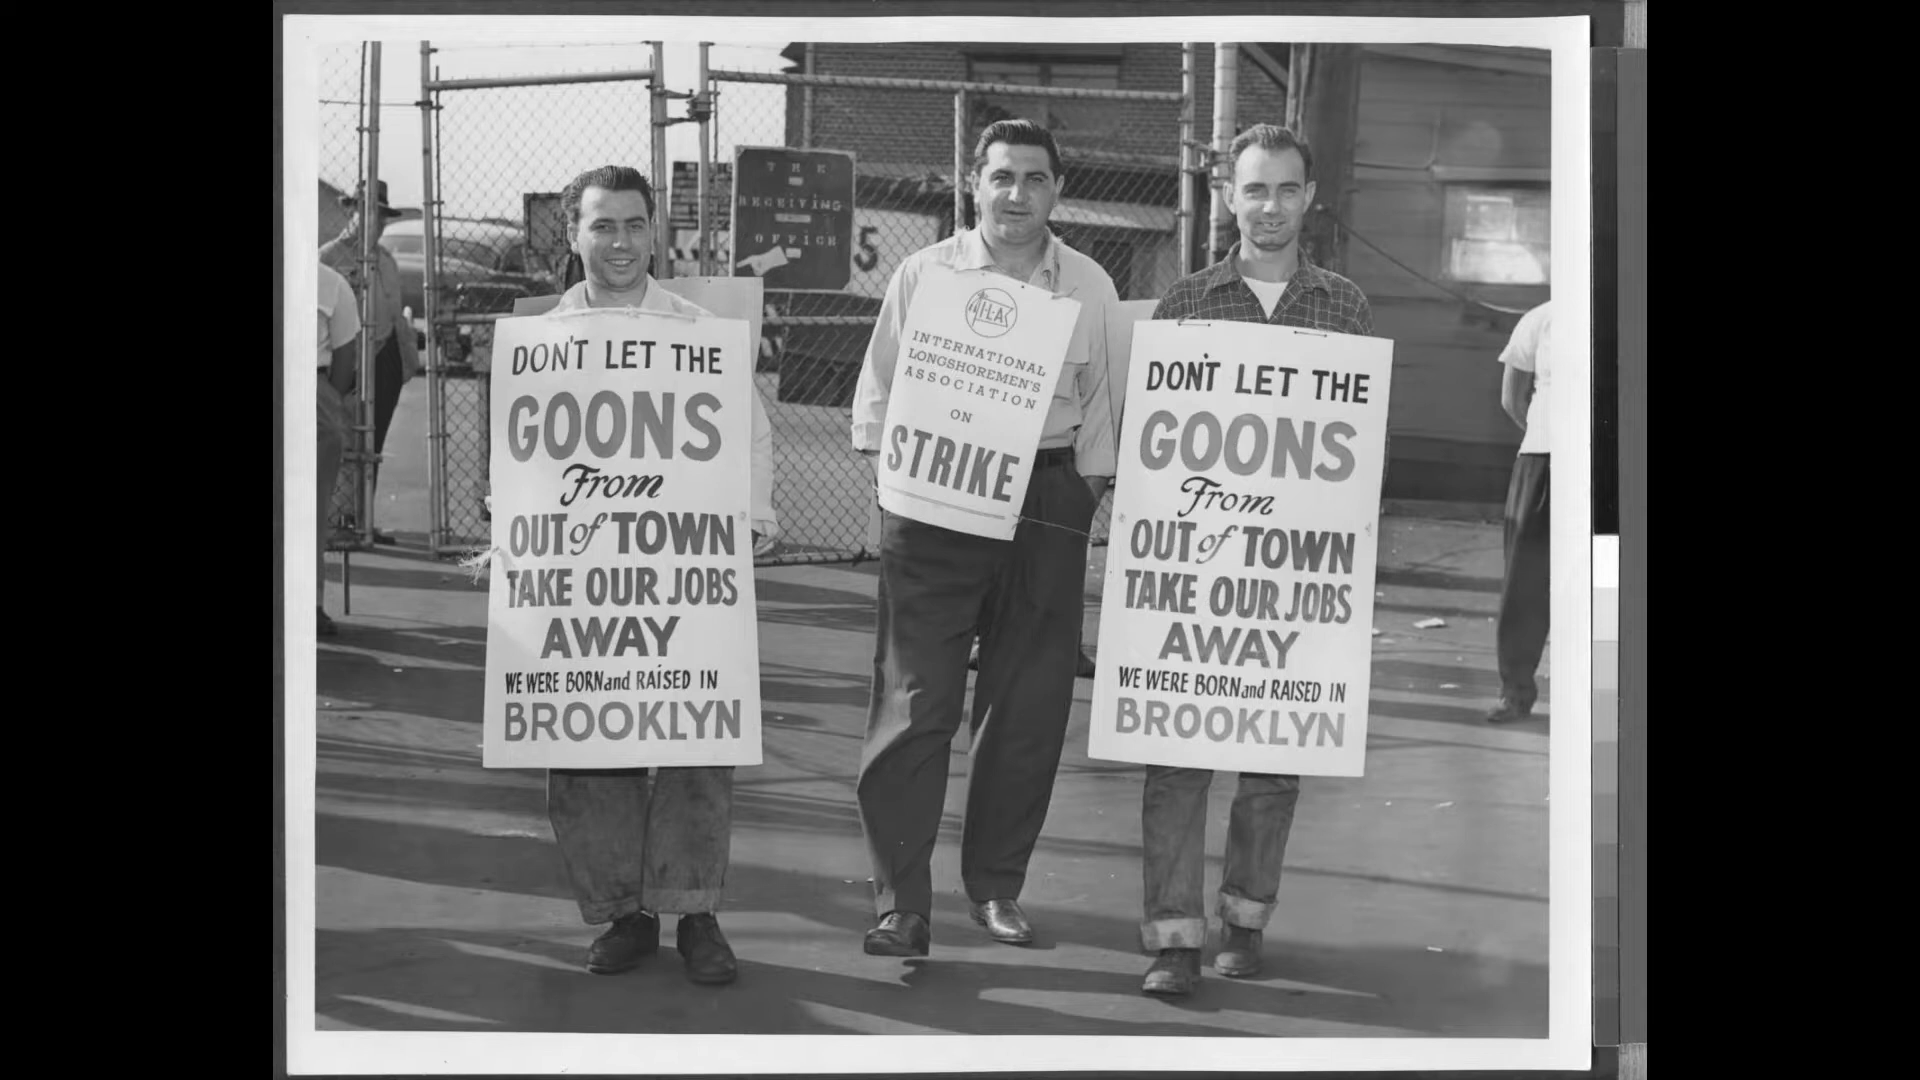 THE
RECEIVING
OFFICE
5
DON'T LET THE
GOONS
From
OUT of TOWN
TAKE OUR JOBS
AWAY
WE WERE BORN and RAISED IN
BROOKLYN
I-L-A
INTERNATIONAL
LONGSHOREMEN'S
ASSOCIATION
ON
STRIKE
DON'T LET THE
GOONS
From
OUT of TOWN
TAKE OUR JOBS
AWAY
WE WERE BORN and RAISED IN
BROOKLYN